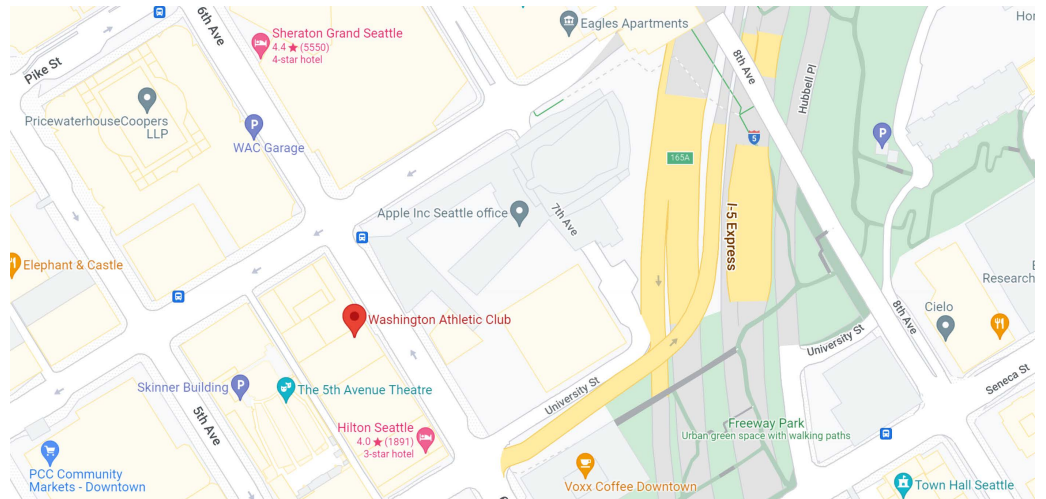 Eagles Apartments
Hor
6th Ave
Sheraton Grand Seattle
4.4 ★ (5550)
4-star hotel
8th Ave
Hubbell Pl
Pike St
PricewaterhouseCoopers
LLP
P
WAC Garage
5
P
165A
Apple Inc Seattle office
7th Ave
I-5 Express
Elephant & Castle
E
Research
8th Ave
Cielo
Washington Athletic Club
University St
Skinner Building
P
The 5th Avenue Theatre
University St
Seneca St
5th Ave
Hilton Seattle
4.0 ★ (1891)
3-star hotel
Freeway Park
Urban green space with walking paths
PCC Community
Markets - Downtown
Voxx Coffee Downtown
Town Hall Seattle